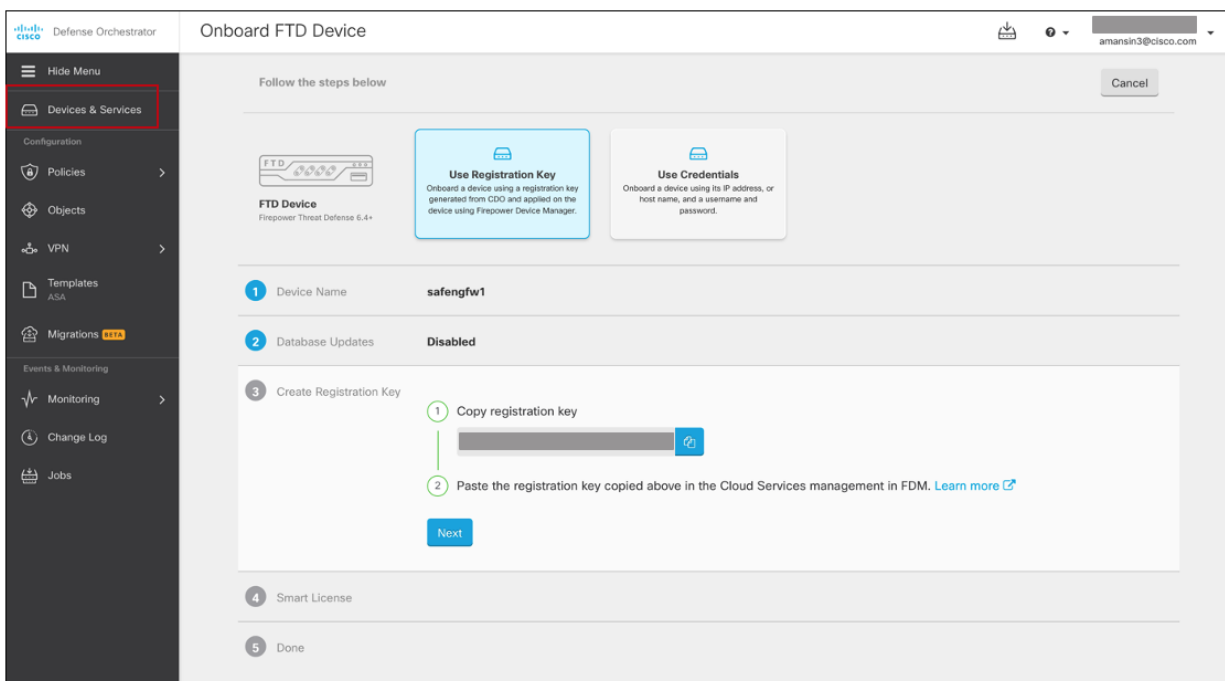 cisco Defense Orchestrator
Onboard FTD Device
amansin3@cisco.com
Hide Menu
Devices & Services
Configuration
Policies
Objects
VPN
Templates
ASA
Migrations BETA
Events & Monitoring
Monitoring
Change Log
Jobs
Follow the steps below
Cancel
FTD
FTD Device
Firepower Threat Defense 6.4+
Use Registration Key
Onboard a device using a registration key
generated from CDO and applied on the
device using Firepower Device Manager.
Use Credentials
Onboard a device using its IP address, or
host name, and a username and
password.
1 Device Name safengfw1
2 Database Updates Disabled
3 Create Registration Key
1 Copy registration key
2 Paste the registration key copied above in the Cloud Services management in FDM. Learn more
Next
4 Smart License
5 Done